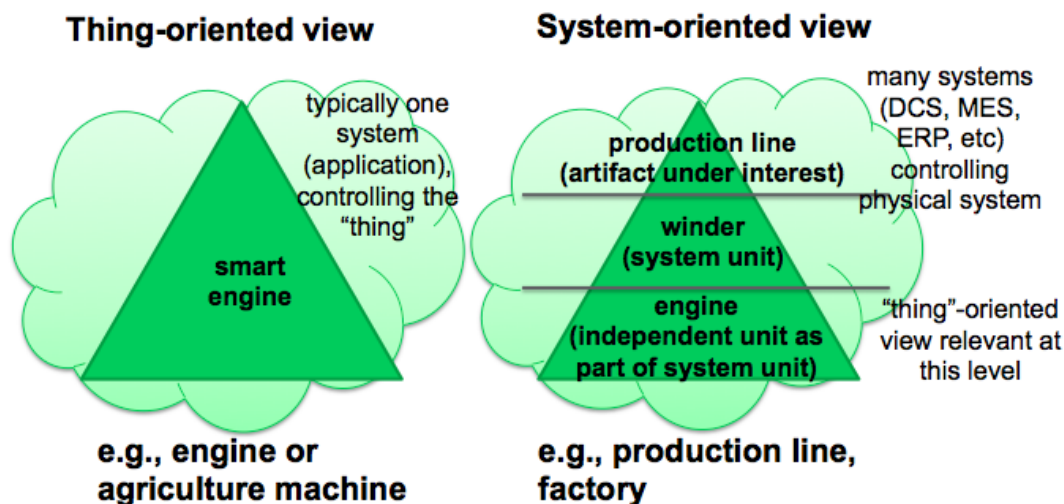 Thing-oriented view
typically one
system
(application),
controlling the
“thing”
smart
engine
e.g., engine or
agriculture machine
System-oriented view
many systems
(DCS, MES,
ERP, etc)
controlling
physical system
production line
(artifact under interest)
winder
(system unit)
engine
(independent unit as
part of system unit)
“thing”-oriented
view relevant at
this level
e.g., production line,
factory